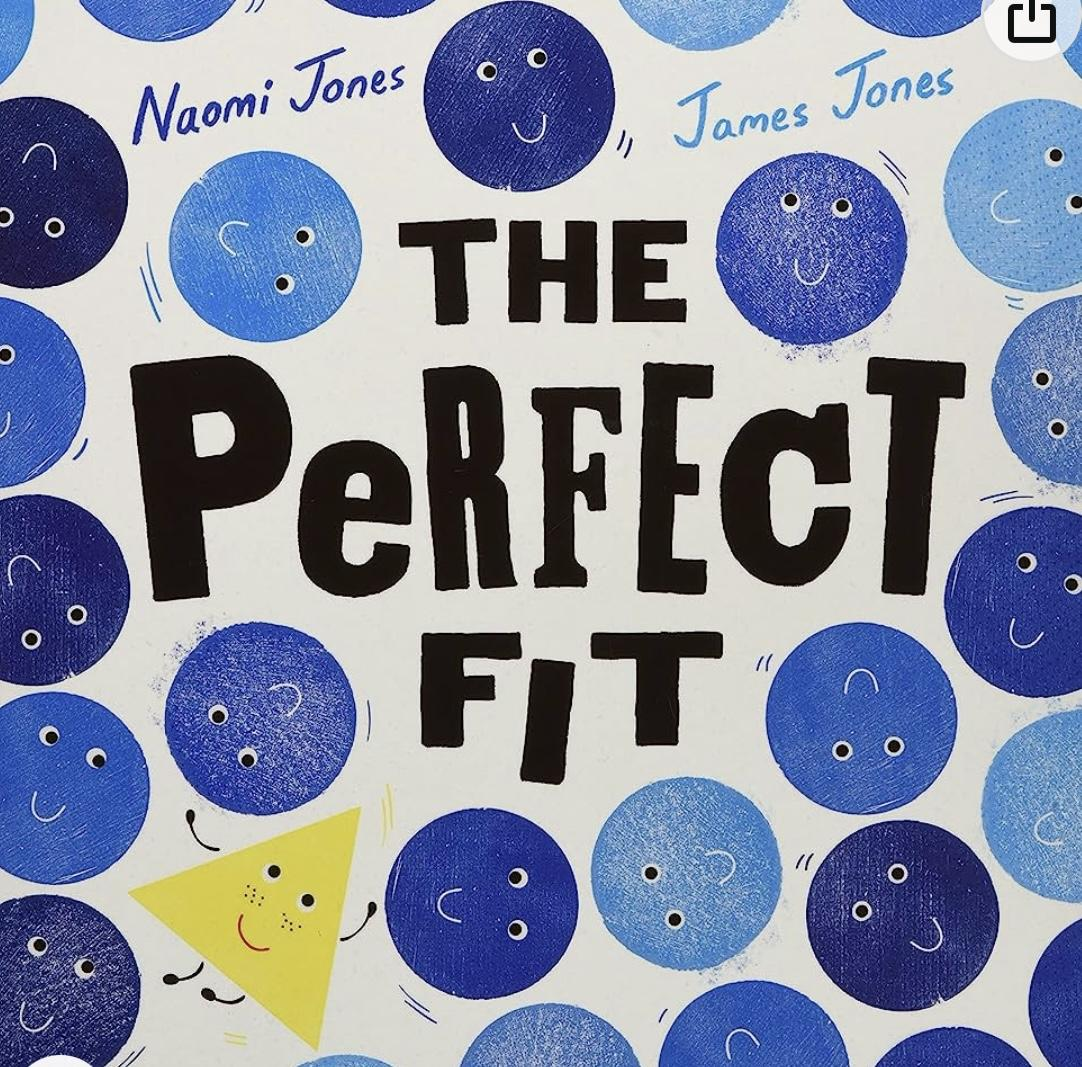 Naomi Jones
James Jones
THE
PeRFECT
FIT